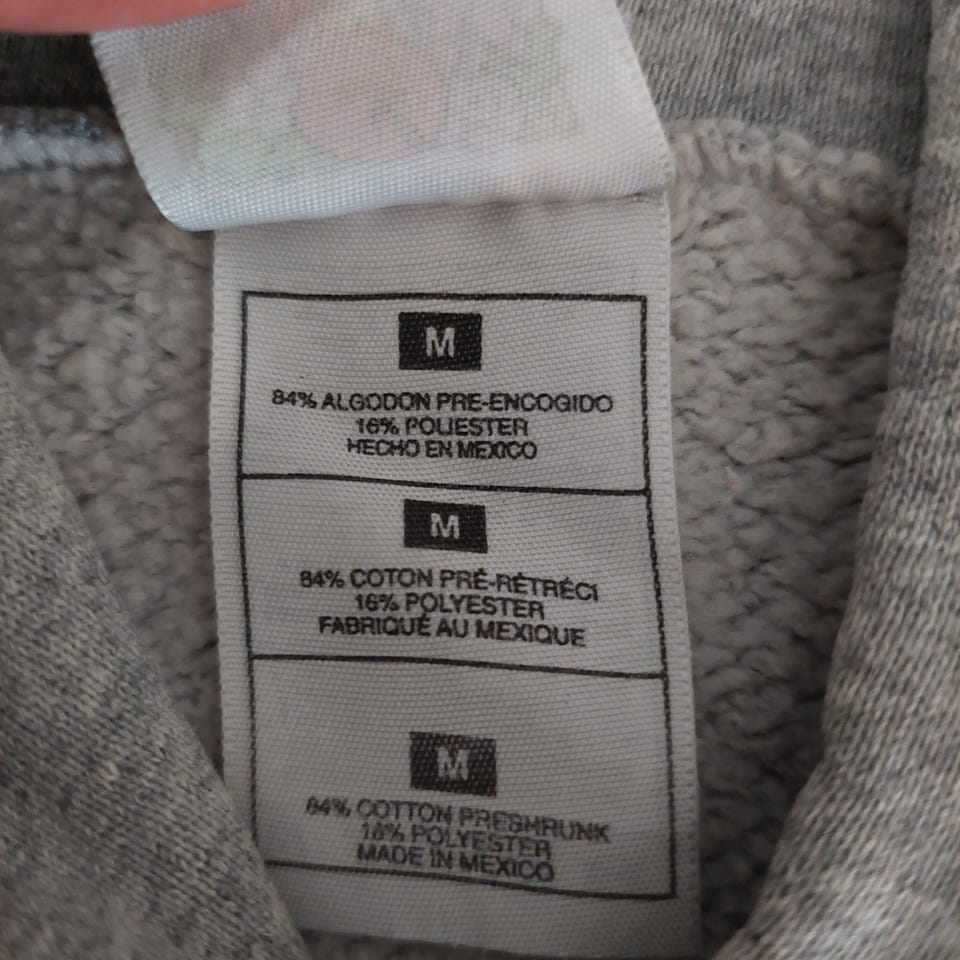 M
84% ALGODON PRE-ENCOGIDO
16% POLIESTER
HECHO EN MEXICO
M
84% COTON PRÉ-RÉTRÉCI
16% POLYESTER
FABRIQUÉ AU MEXIQUE
M
84% COTTON PRESHRUNK
16% POLYESTER
MADE IN MEXICO